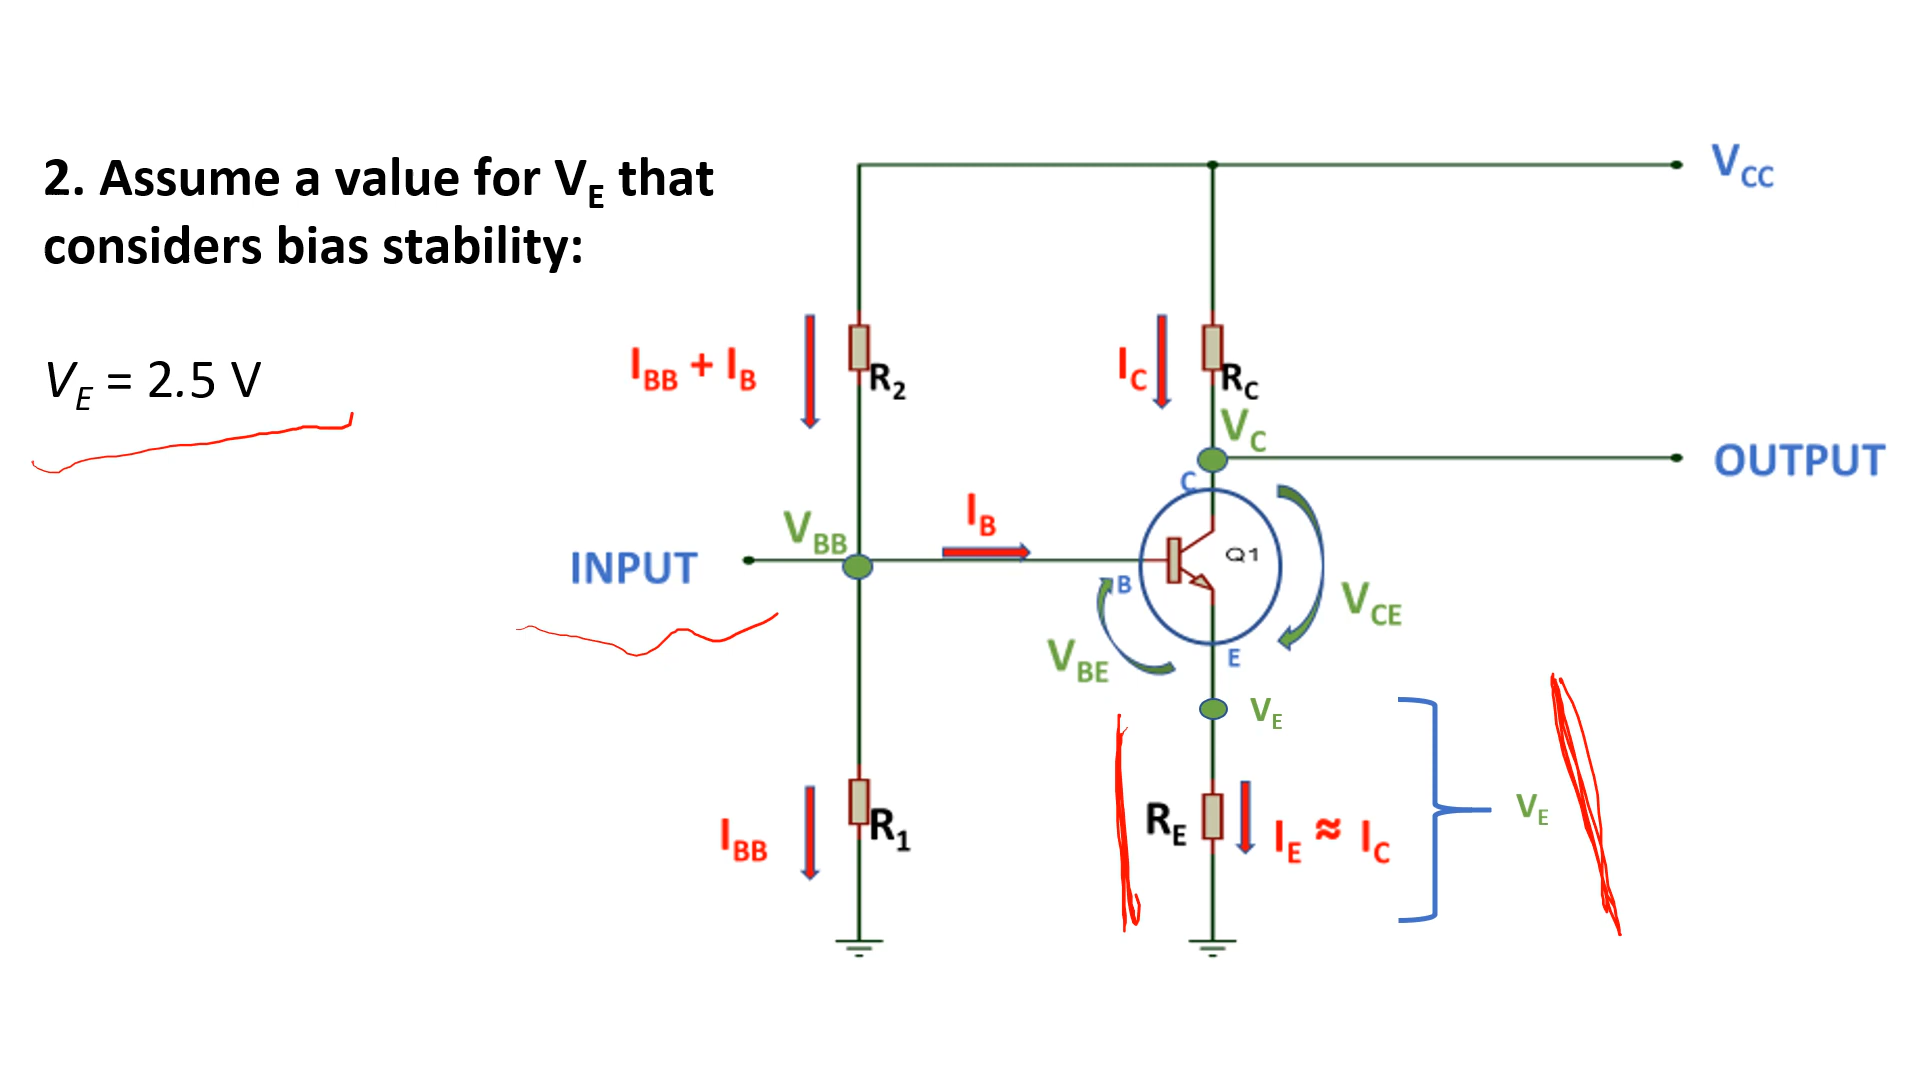 2. Assume a value for VE that
considers bias stability:
VE = 2.5 V
VCC
IBB + IB
R2
IC
RC
VC
OUTPUT
C
IB
VBB
INPUT
Q1
B
VCE
VBE
E
VE
RE
IE ≈ IC
VE
R1
IBB